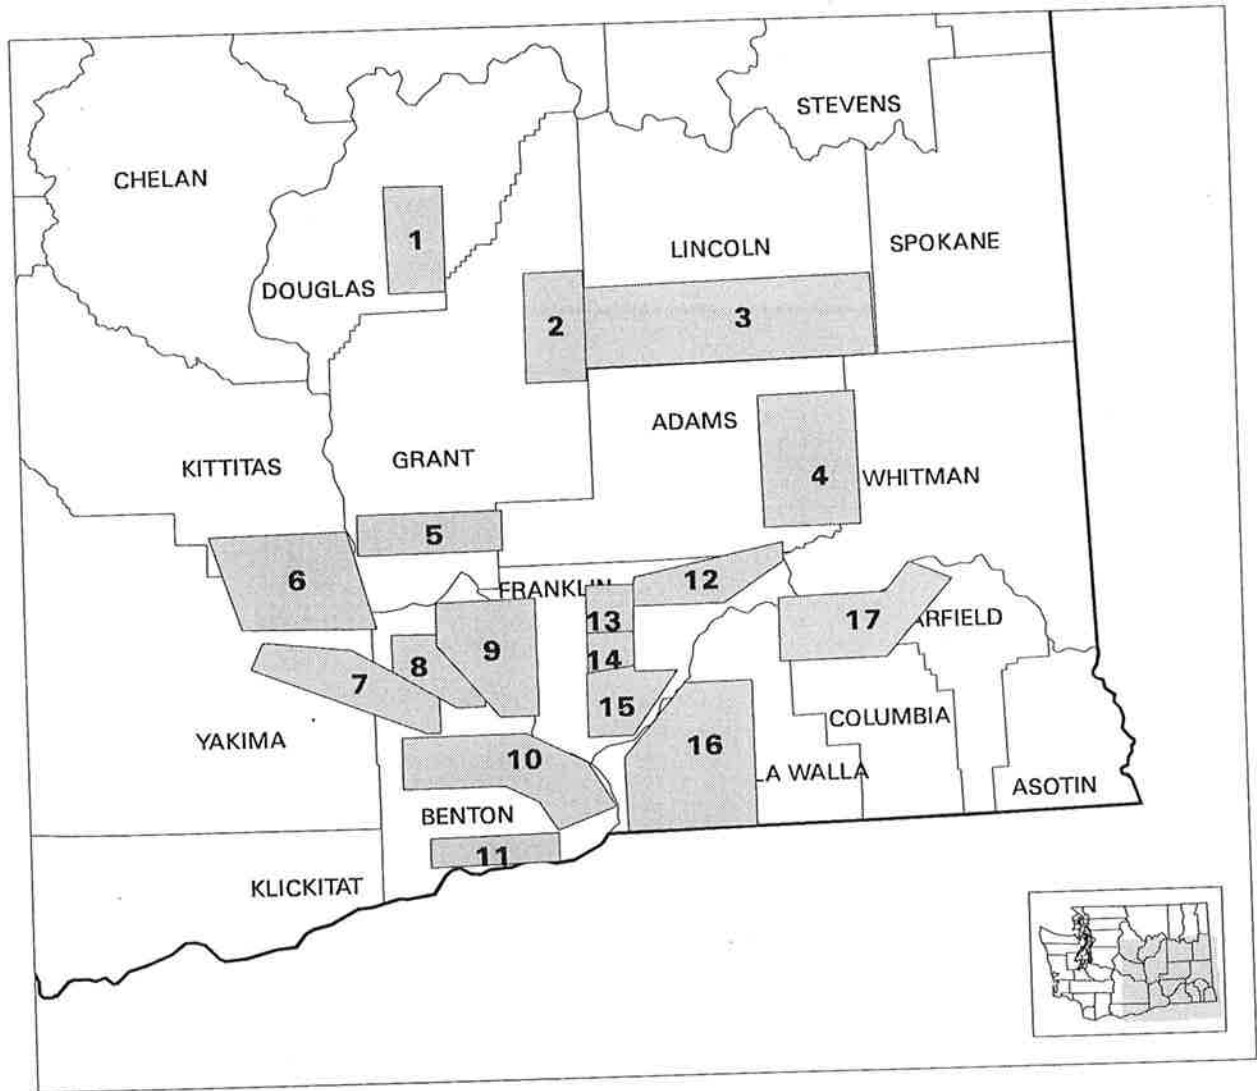 STEVENS
CHELAN
1
LINCOLN
SPOKANE
DOUGLAS
2
3
ADAMS
KITTITAS
GRANT
4
WHITMAN
5
6
FRANKLIN
12
13
17
ARFIELD
9
8
14
7
15
COLUMBIA
YAKIMA
16
10
LA WALLA
ASOTIN
BENTON
11
KLICKITAT